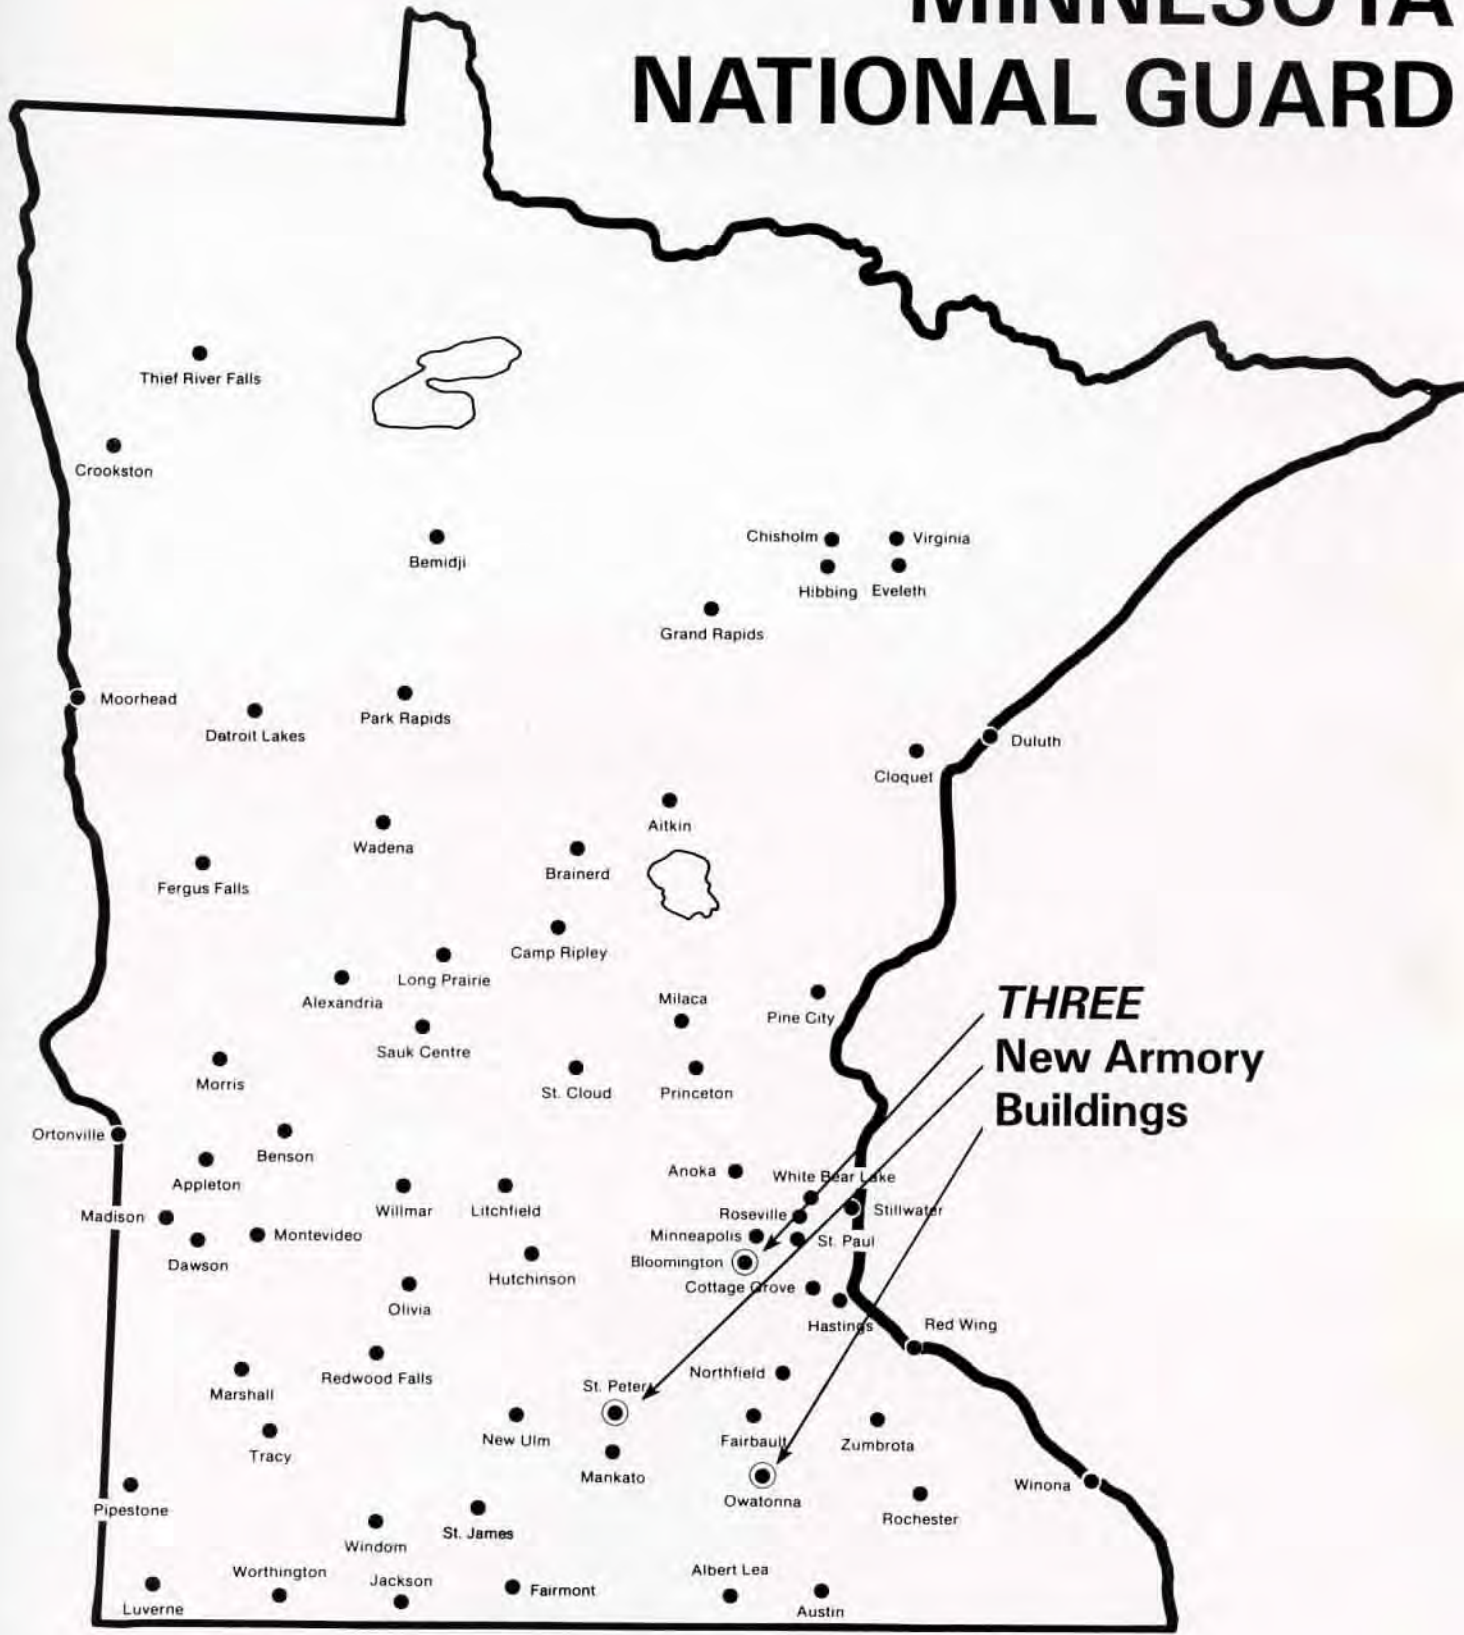 MINNESOTA
NATIONAL GUARD
Thief River Falls
Crookston
Bemidji
Chisholm
Virginia
Hibbing
Eveleth
Grand Rapids
Moorhead
Park Rapids
Detroit Lakes
Duluth
Cloquet
Aitkin
Wadena
Brainerd
Fergus Falls
Camp Ripley
Long Prairie
Alexandria
Milaca
Pine City
THREE
New Armory
Buildings
Sauk Centre
Morris
St. Cloud
Princeton
Ortonville
Benson
Appleton
Anoka
White Bear Lake
Willmar
Litchfield
Madison
Roseville
Stillwater
Montevideo
Minneapolis
St. Paul
Dawson
Bloomington
Hutchinson
Cottage Grove
Olivia
Hastings
Red Wing
Redwood Falls
Northfield
Marshall
St. Peter
New Ulm
Fairbault
Zumbrota
Tracy
Mankato
Winona
Owatonna
Pipestone
Rochester
St. James
Windom
Worthington
Jackson
Albert Lea
Fairmont
Luverne
Austin